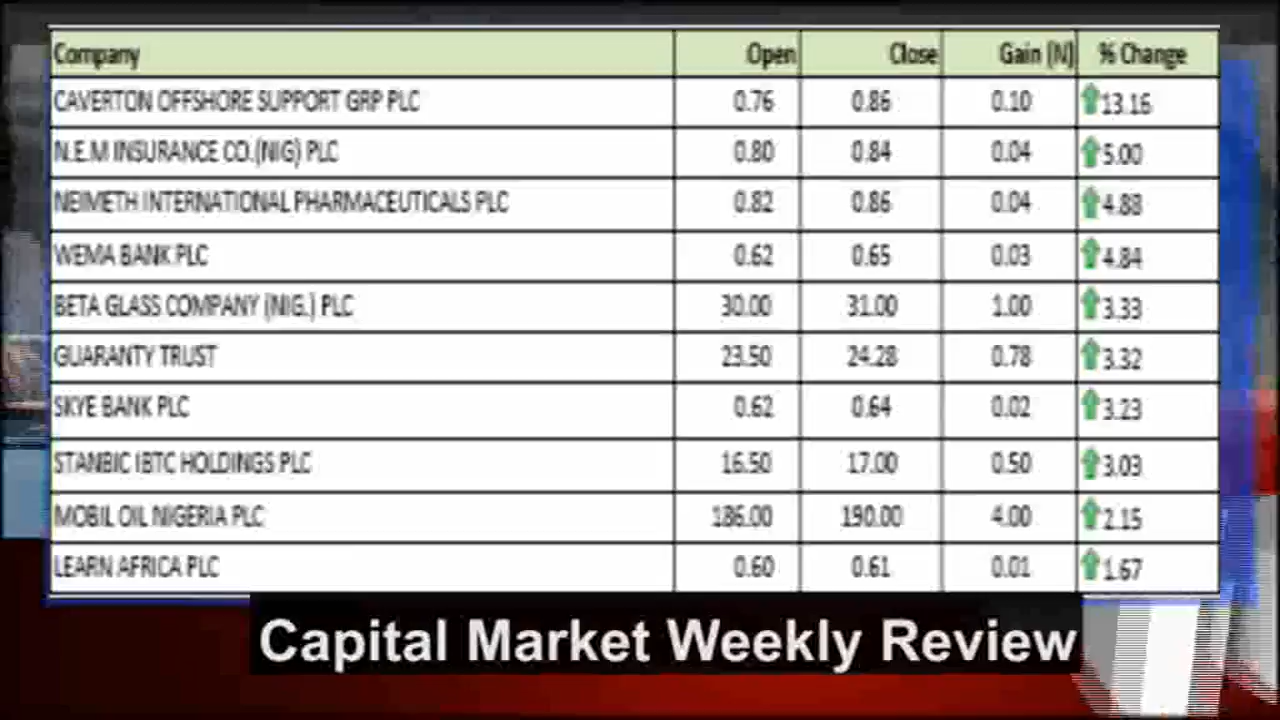 Company Open Close Gain (N) % Change
CAVERTON OFFSHORE SUPPORT GRP PLC 0.76 0.86 0.10 13.16
N.E.M INSURANCE CO.(NIG) PLC 0.80 0.84 0.04 5.00
NEIMETH INTERNATIONAL PHARMACEUTICALS PLC 0.82 0.86 0.04 4.88
WEMA BANK PLC 0.62 0.65 0.03 4.84
BETA GLASS COMPANY (NIG.) PLC 30.00 31.00 1.00 3.33
GUARANTY TRUST 23.50 24.28 0.78 3.32
SKYE BANK PLC 0.62 0.64 0.02 3.23
STANBIC IBTC HOLDINGS PLC 16.50 17.00 0.50 3.03
MOBIL OIL NIGERIA PLC 186.00 190.00 4.00 2.15
LEARN AFRICA PLC 0.60 0.61 0.01 1.67
Capital Market Weekly Review